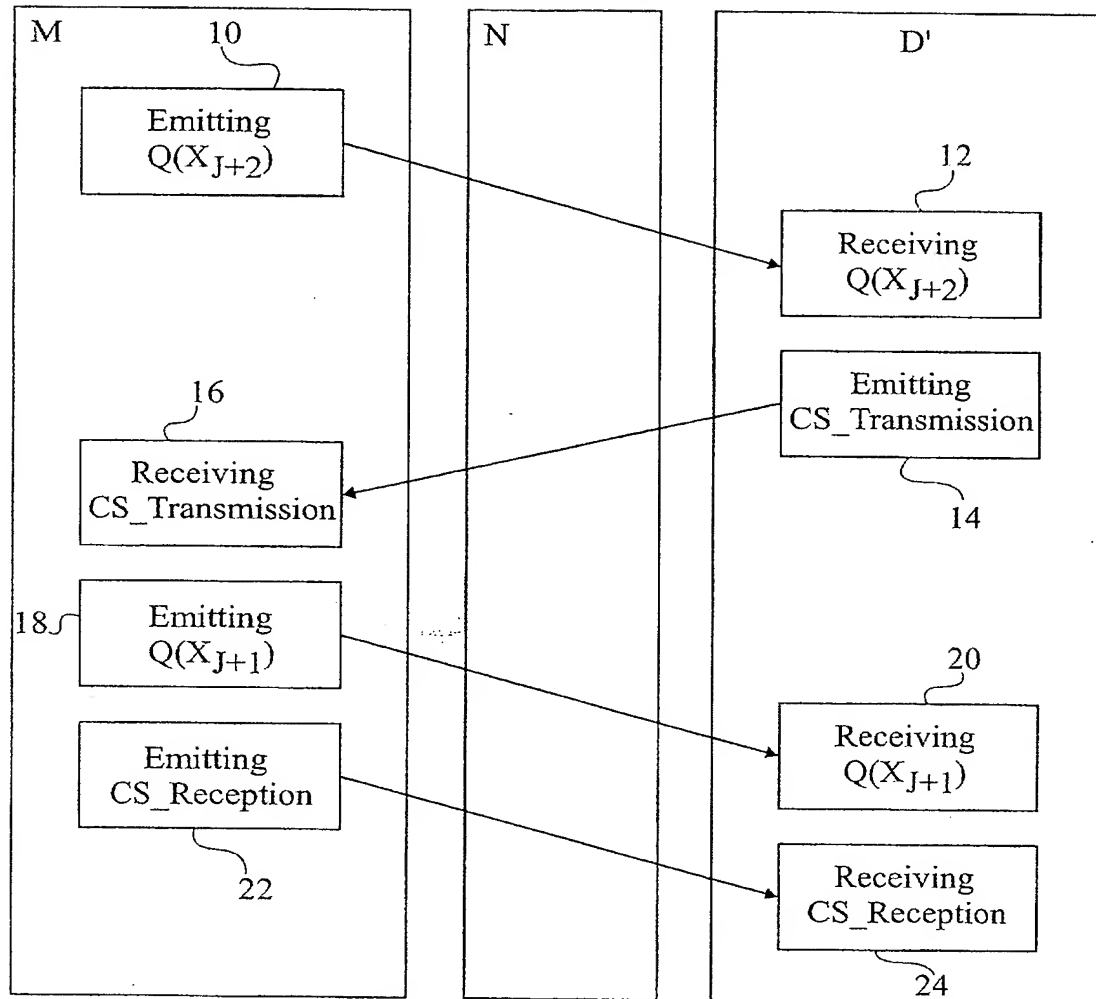 M
N
D'
10
Emitting
Q(X_{J+2})
12
Receiving
Q(X_{J+2})
Emitting
CS_Transmission
14
16
Receiving
CS_Transmission
18
Emitting
Q(X_{J+1})
20
Receiving
Q(X_{J+1})
Emitting
CS_Reception
22
Receiving
CS_Reception
24